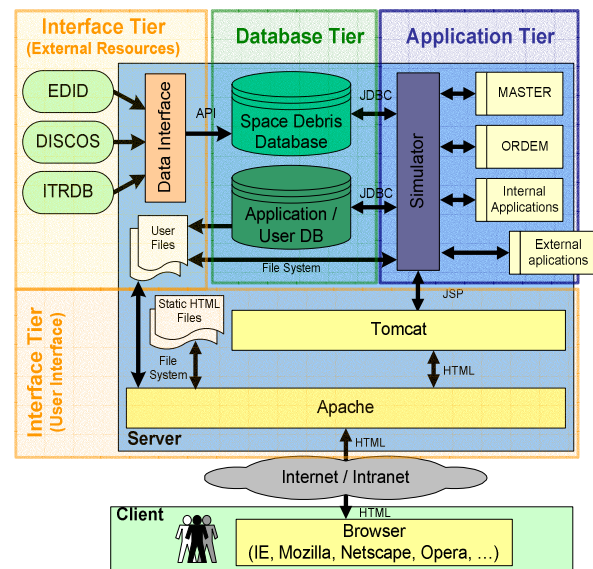 Interface Tier
(External Resources)
Database Tier
Application Tier
EDID
DISCOS
ITRDB
Data Interface
API
Space Debris
Database
JDBC
Simulator
MASTER
ORDEM
Internal
Applications
External
aplications
Application /
User DB
JDBC
User
Files
File System
JSP
Interface Tier
(User Interface)
Static HTML
Files
File
System
Tomcat
HTML
Apache
Server
HTML
Internet / Intranet
HTML
Client
Browser
(IE, Mozilla, Netscape, Opera, …)